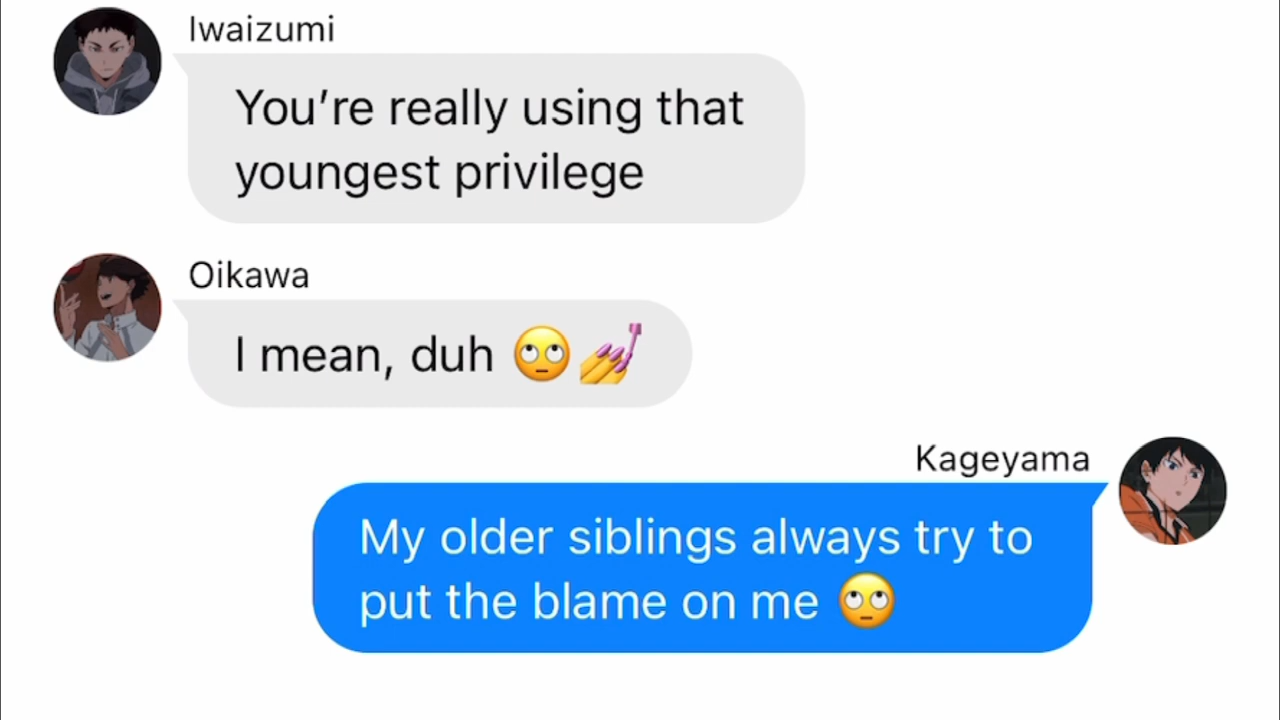 Iwaizumi
You’re really using that
youngest privilege
Oikawa
I mean, duh 🙄💅
Kageyama
My older siblings always try to
put the blame on me 🙄